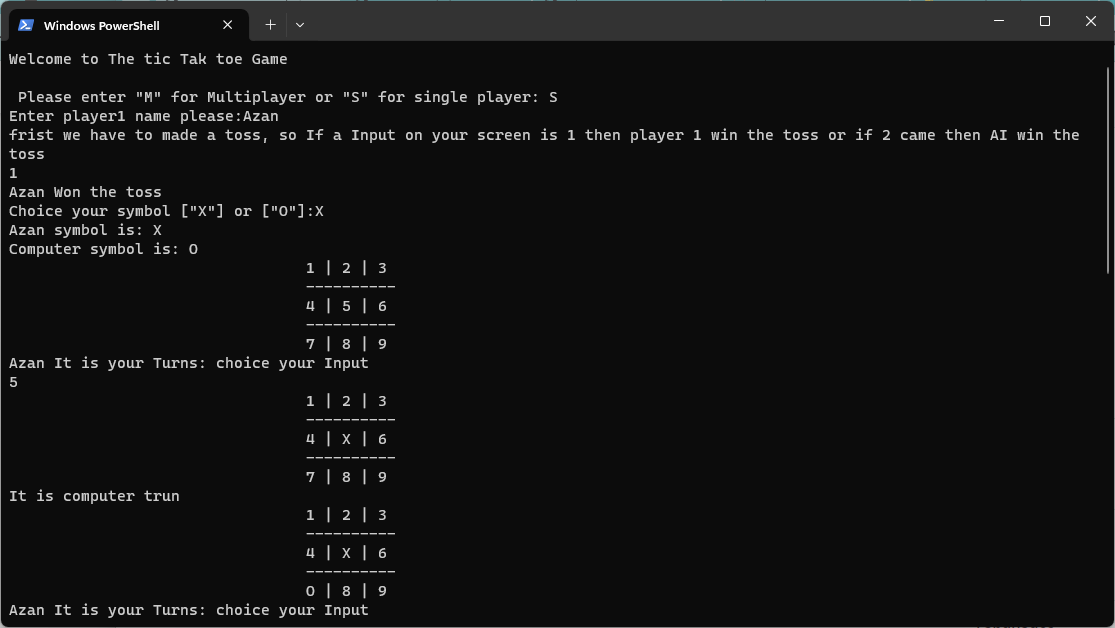 Windows PowerShell
Welcome to The tic Tak toe Game
Please enter "M" for Multiplayer or "S" for single player: S
Enter player1 name please:Azan
frist we have to made a toss, so If a Input on your screen is 1 then player 1 win the toss or if 2 came then AI win the
toss
1
Azan Won the toss
Choice your symbol ["X"] or ["O"]:X
Azan symbol is: X
Computer symbol is: O
1 | 2 | 3
----------
4 | 5 | 6
----------
7 | 8 | 9
Azan It is your Turns: choice your Input
5
1 | 2 | 3
----------
4 | X | 6
----------
7 | 8 | 9
It is computer trun
1 | 2 | 3
----------
4 | X | 6
----------
O | 8 | 9
Azan It is your Turns: choice your Input